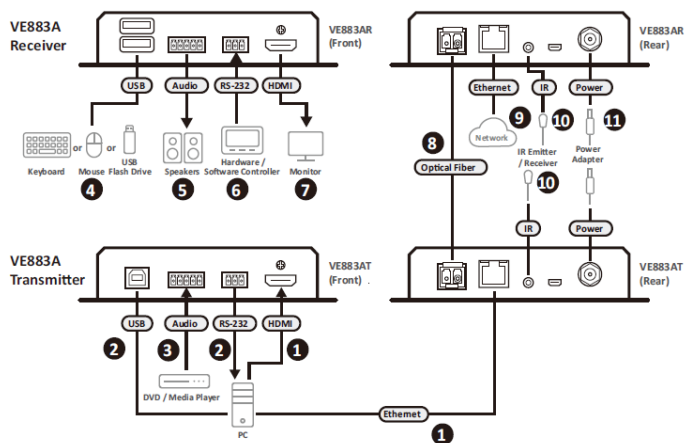 VE883A
Receiver
VE883AR
(Front)
USB
Audio
RS-232
HDMI
or
or
Keyboard
Mouse
USB
Flash Drive
Speakers
Hardware /
Software Controller
Monitor
4
5
6
7
VE883AR
(Rear)
Ethernet
IR
Power
9
10
11
Network
8
IR Emitter
/ Receiver
Power
Adapter
Optical Fiber
10
IR
Power
VE883A
Transmitter
VE883AT
(Front)
VE883AT
(Rear)
USB
Audio
RS-232
HDMI
2
3
2
1
DVD / Media Player
PC
Ethernet
1